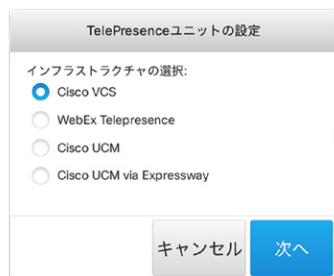 TelePresenceユニットの設定
インフラストラクチャの選択:
Cisco VCS
WebEx Telepresence
Cisco UCM
Cisco UCM via Expressway
キャンセル
次へ